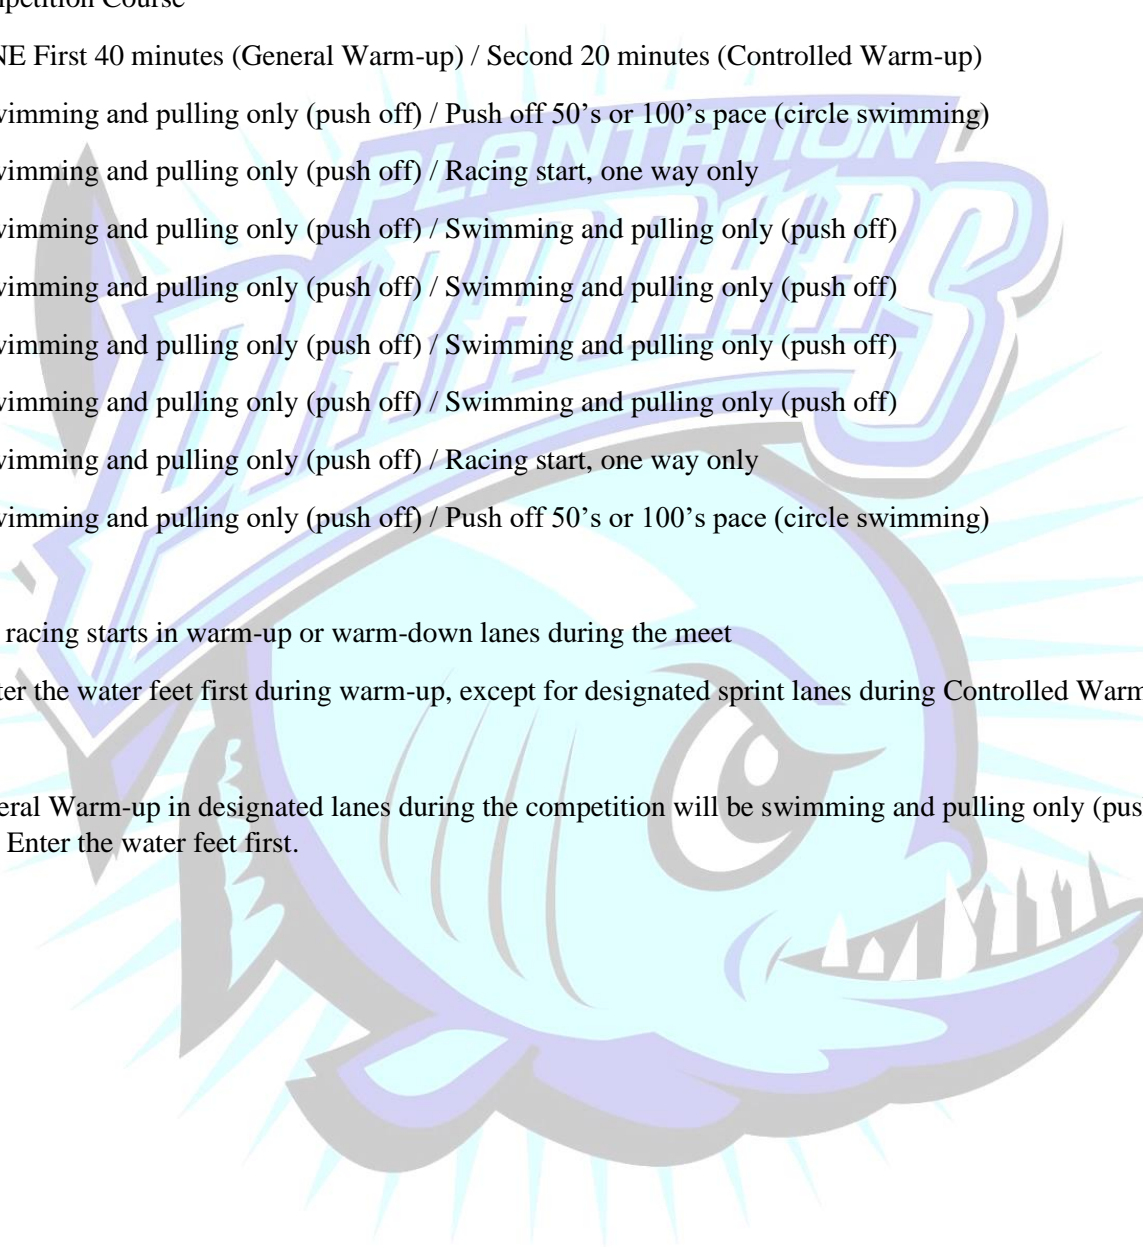 petition Course
NE First 40 minutes (General Warm-up) / Second 20 minutes (Controlled Warm-up)
wimming and pulling only (push off) / Push off 50’s or 100’s pace (circle swimming)
wimming and pulling only (push off) / Racing start, one way only
wimming and pulling only (push off) / Swimming and pulling only (push off)
wimming and pulling only (push off) / Swimming and pulling only (push off)
wimming and pulling only (push off) / Swimming and pulling only (push off)
wimming and pulling only (push off) / Swimming and pulling only (push off)
wimming and pulling only (push off) / Racing start, one way only
wimming and pulling only (push off) / Push off 50’s or 100’s pace (circle swimming)
racing starts in warm-up or warm-down lanes during the meet
ter the water feet first during warm-up, except for designated sprint lanes during Controlled Warm
eral Warm-up in designated lanes during the competition will be swimming and pulling only (pus
Enter the water feet first.
PLANTATION
PIRANHAS